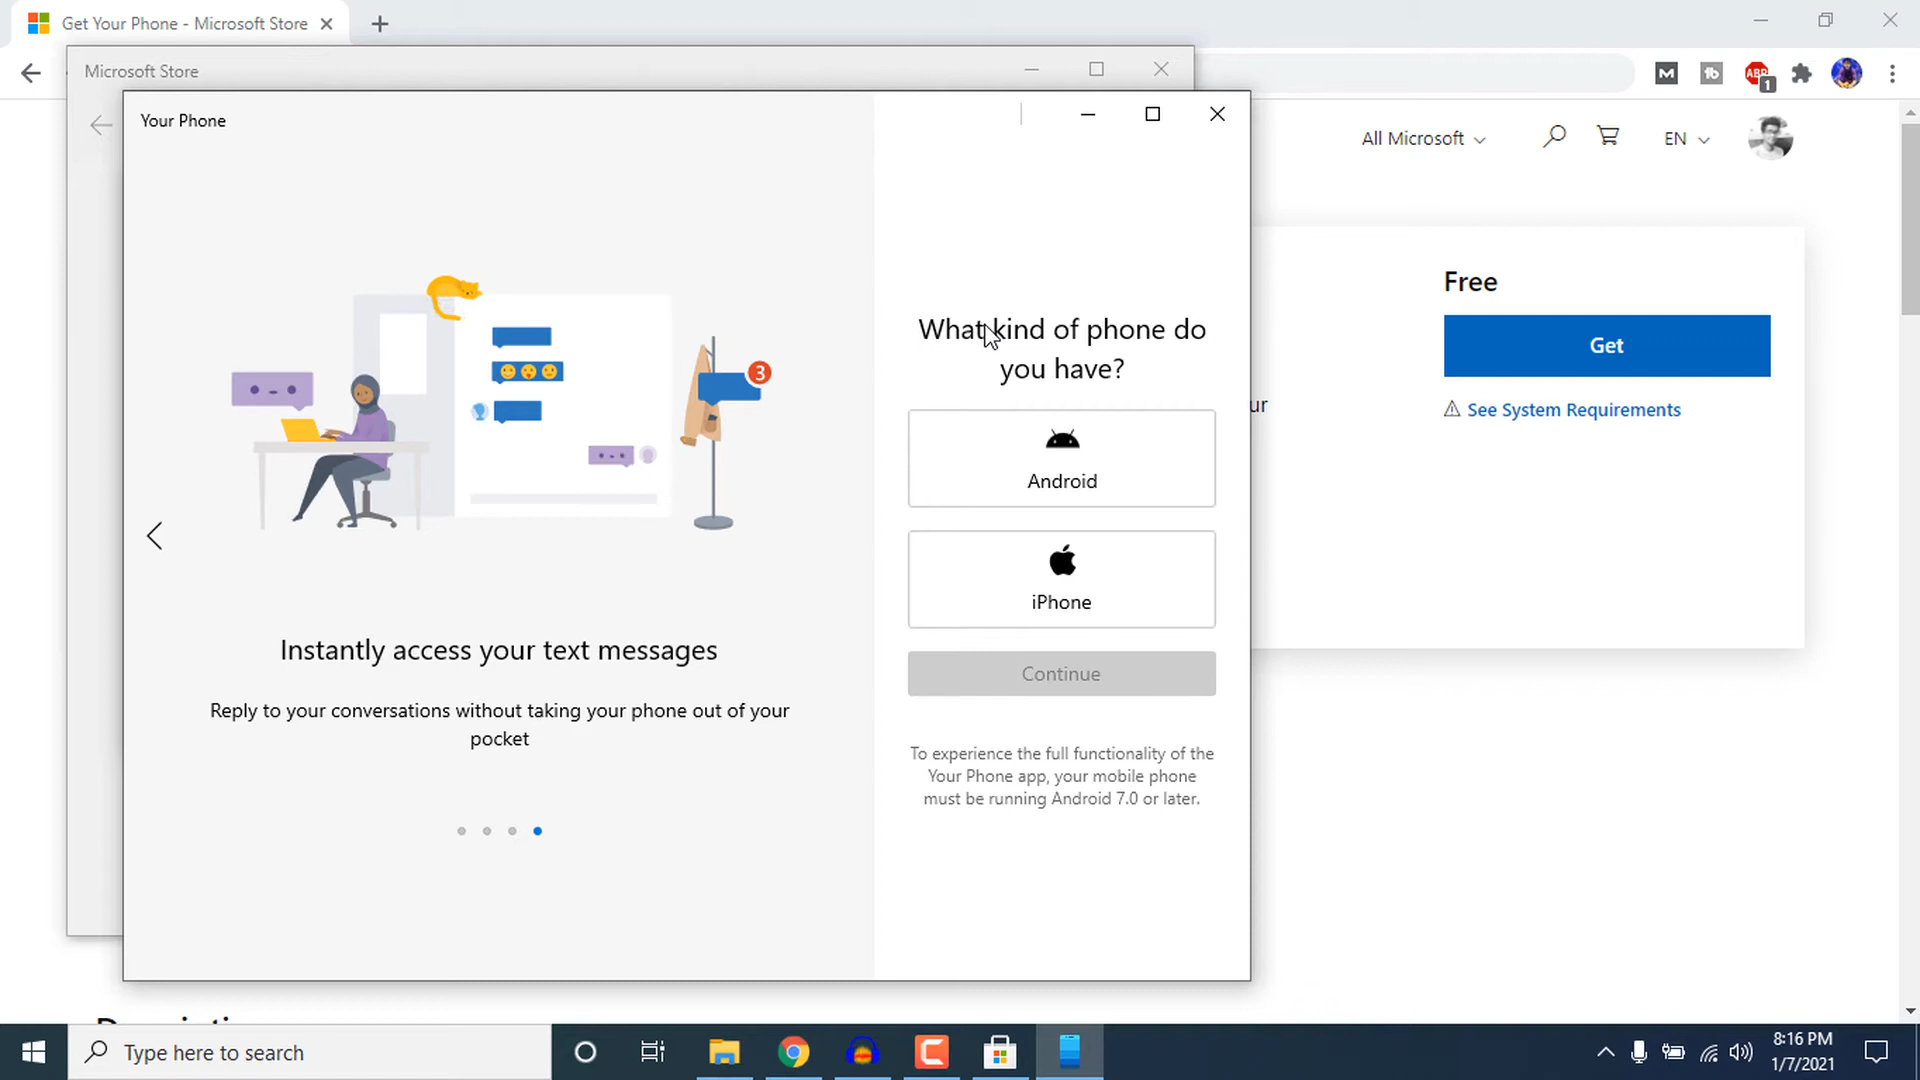 Get Your Phone - Microsoft Store
Microsoft Store
Your Phone
M
tb
ABP
1
All Microsoft
EN
What kind of phone do
you have?
Android
iPhone
Continue
To experience the full functionality of the
Your Phone app, your mobile phone
must be running Android 7.0 or later.
3
Instantly access your text messages
Reply to your conversations without taking your phone out of your
pocket
Free
Get
See System Requirements
ur
Type here to search
8:16 PM
1/7/2021